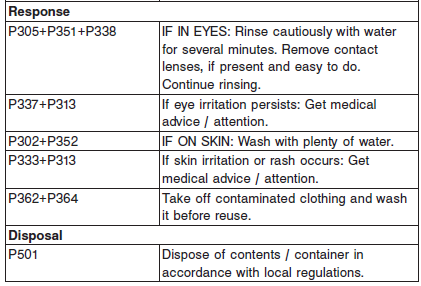 Response
P305+P351+P338 IF IN EYES: Rinse cautiously with water
for several minutes. Remove contact
lenses, if present and easy to do.
Continue rinsing.
P337+P313 If eye irritation persists: Get medical
advice / attention.
P302+P352 IF ON SKIN: Wash with plenty of water.
P333+P313 If skin irritation or rash occurs: Get
medical advice / attention.
P362+P364 Take off contaminated clothing and wash
it before reuse.
Disposal
P501 Dispose of contents / container in
accordance with local regulations.